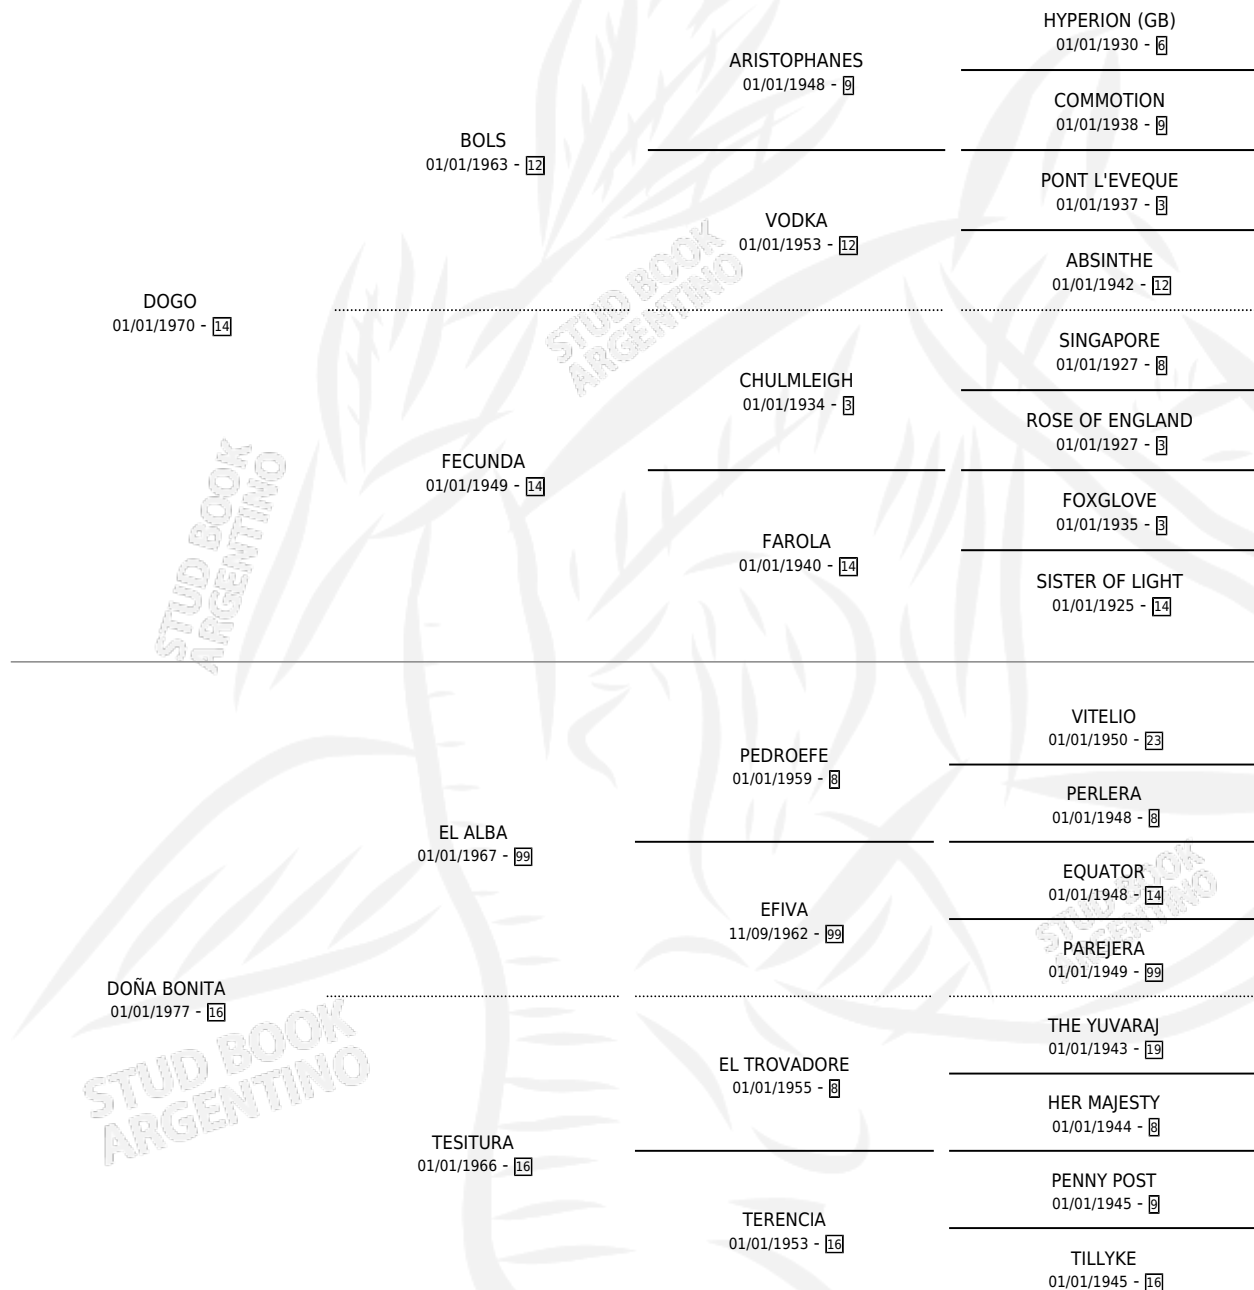 HYPERION (GB)
01/01/1930 - 6
ARISTOPHANES
01/01/1948 - 9
COMMOTION
01/01/1938 - 9
BOLS
01/01/1963 - 12
PONT L'EVEQUE
01/01/1937 - 3
VODKA
01/01/1953 - 12
ABSINTHE
01/01/1942 - 12
DOGO
01/01/1970 - 14
SINGAPORE
01/01/1927 - 8
CHULMLEIGH
01/01/1934 - 3
ROSE OF ENGLAND
01/01/1927 - 3
FECUNDA
01/01/1949 - 14
FOXGLOVE
01/01/1935 - 3
FAROLA
01/01/1940 - 14
SISTER OF LIGHT
01/01/1925 - 14
STUD BOOK
ARGENTINO
STUD BOOK
ARGENTINO
VITELIO
01/01/1950 - 23
PEDROEFE
01/01/1959 - 8
PERLERA
01/01/1948 - 8
EL ALBA
01/01/1967 - 99
EQUATOR
01/01/1948 - 14
EFIVA
11/09/1962 - 99
PAREJERA
01/01/1949 - 99
DOÑA BONITA
01/01/1977 - 16
THE YUVARAJ
01/01/1943 - 19
EL TROVADORE
01/01/1955 - 8
HER MAJESTY
01/01/1944 - 8
TESITURA
01/01/1966 - 16
PENNY POST
01/01/1945 - 9
TERENCIA
01/01/1953 - 16
TILLYKE
01/01/1945 - 16
STUD BOOK
ARGENTINO
STUD BOOK
ARGENTINO